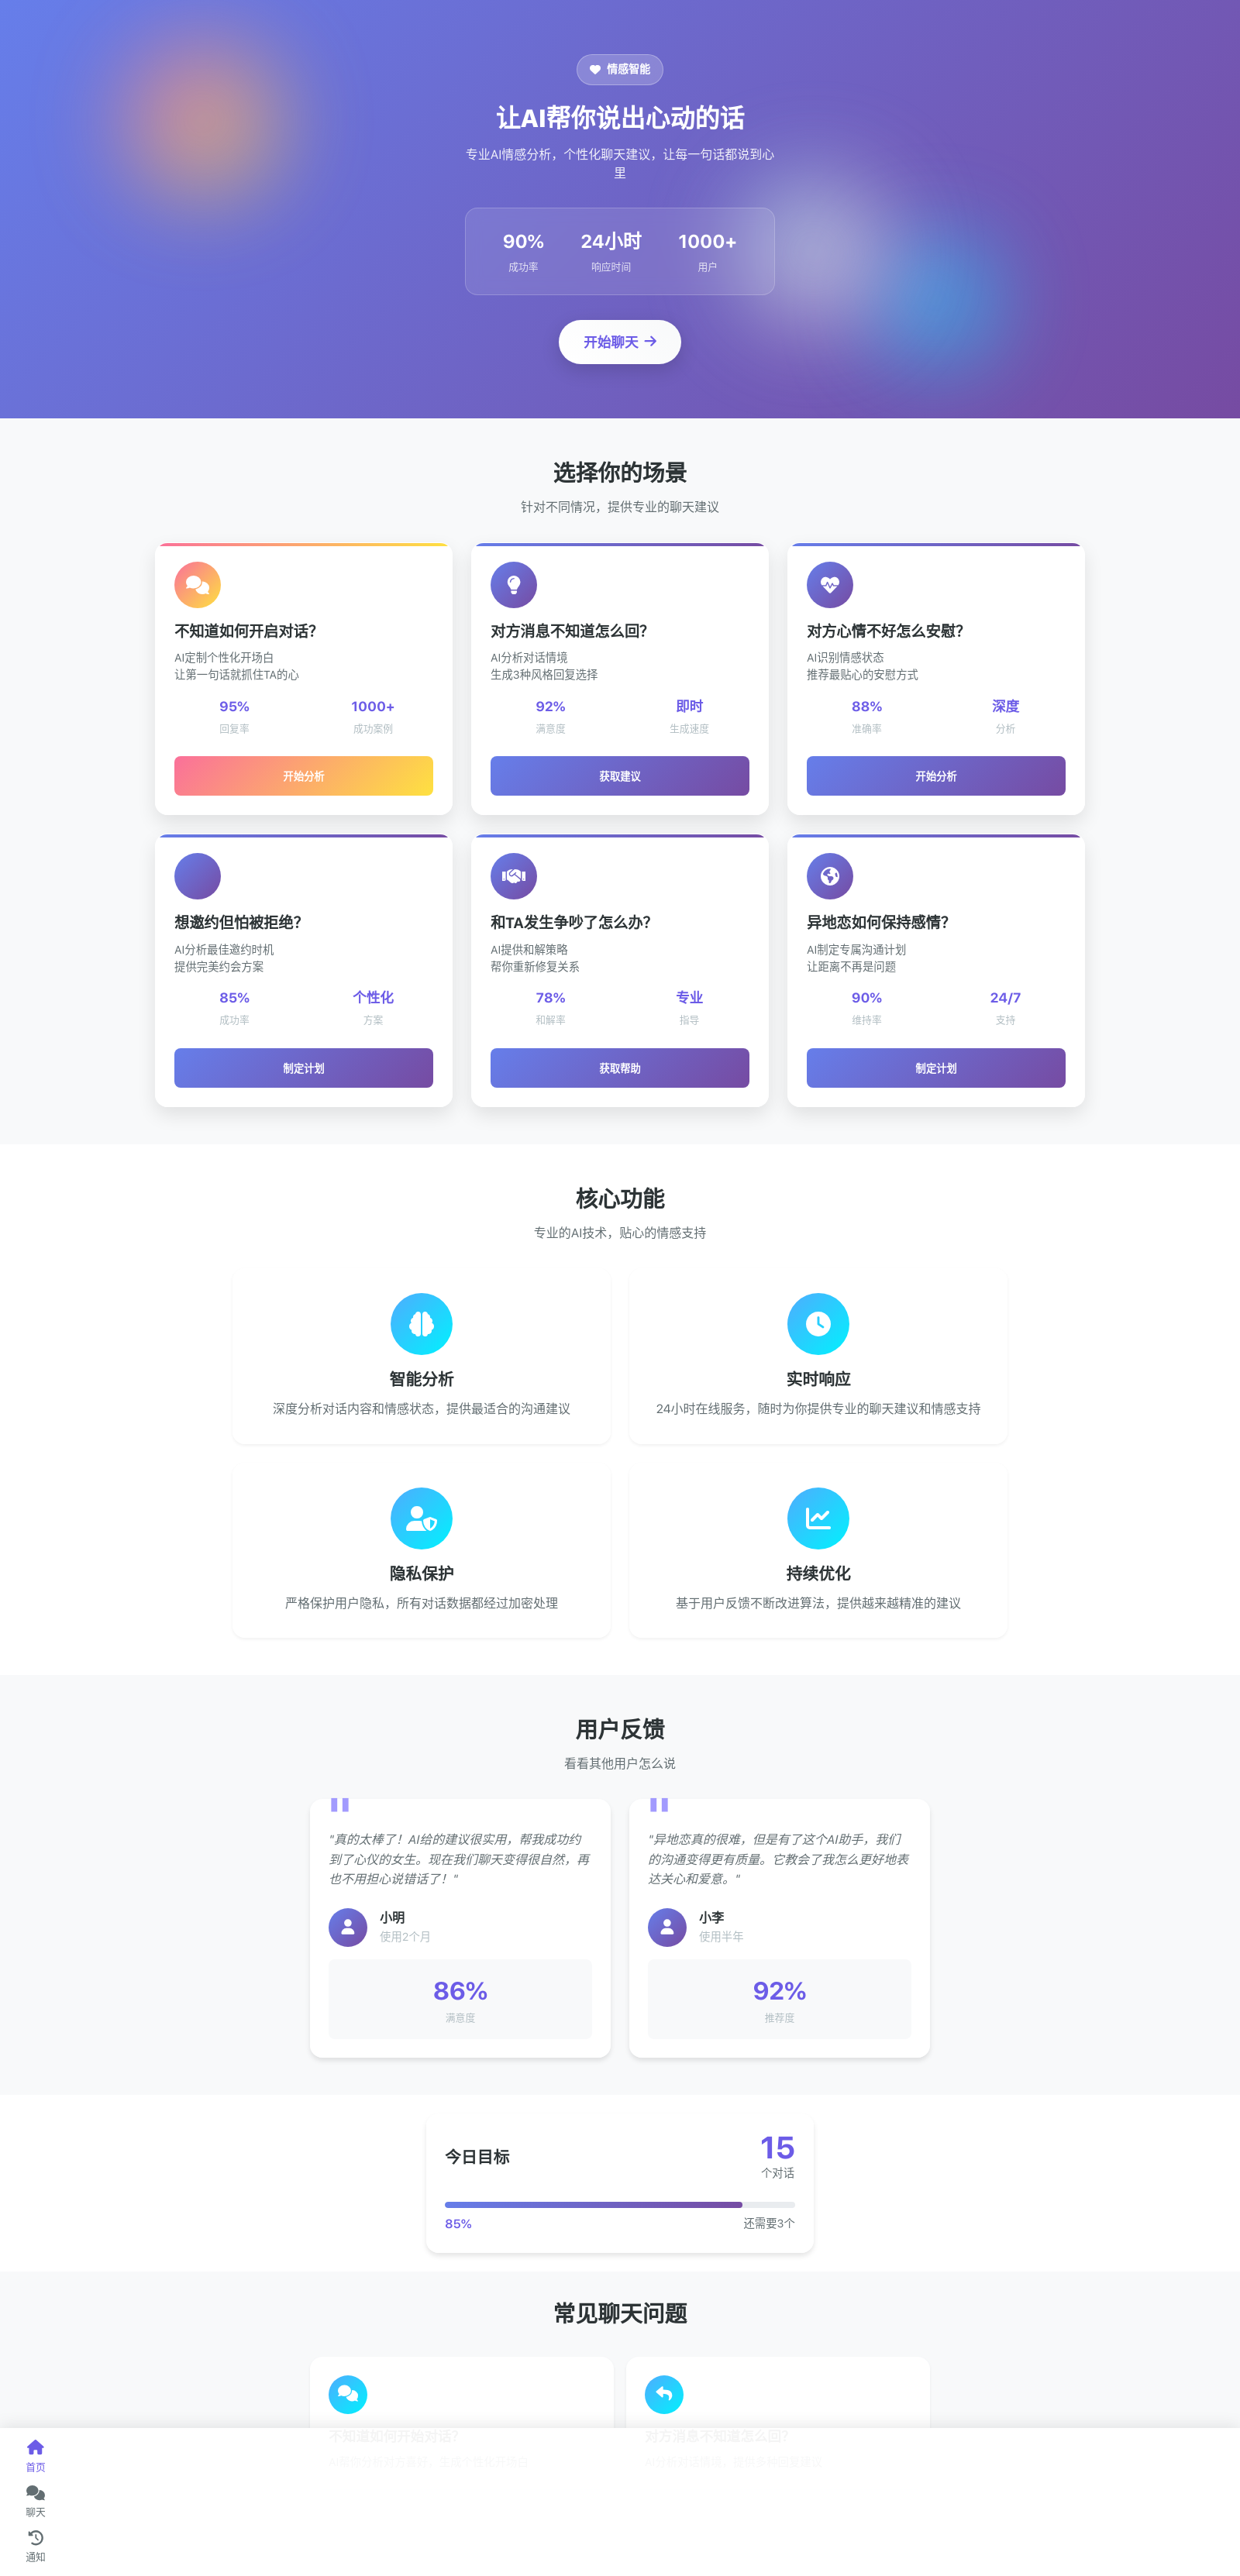 情感智能
让AI帮你说出心动的话
专业AI情感分析，个性化聊天建议，让每一句话都说到心
里
90%
24小时
1000+
成功率
响应时间
用户
开始聊天
选择你的场景
针对不同情况，提供专业的聊天建议
不知道如何开启对话？
AI定制个性化开场白
让第一句话就抓住TA的心
95%
1000+
回复率
成功案例
开始分析
对方消息不知道怎么回？
AI分析对话情境
生成3种风格回复选择
92%
即时
满意度
生成速度
获取建议
对方心情不好怎么安慰？
AI识别情感状态
推荐最贴心的安慰方式
88%
深度
准确率
分析
开始分析
想邀约但怕被拒绝？
AI分析最佳邀约时机
提供完美约会方案
85%
个性化
成功率
方案
制定计划
和TA发生争吵了怎么办？
AI提供和解策略
帮你重新修复关系
78%
专业
和解率
指导
获取帮助
异地恋如何保持感情？
AI制定专属沟通计划
让距离不再是问题
90%
24/7
维持率
支持
制定计划
核心功能
专业的AI技术，贴心的情感支持
智能分析
深度分析对话内容和情感状态，提供最适合的沟通建议
实时响应
24小时在线服务，随时为你提供专业的聊天建议和情感支持
隐私保护
严格保护用户隐私，所有对话数据都经过加密处理
持续优化
基于用户反馈不断改进算法，提供越来越精准的建议
用户反馈
看看其他用户怎么说
"
"真的太棒了！AI给的建议很实用，帮我成功约
到了心仪的女生。现在我们聊天变得很自然，再
也不用担心说错话了！"
小明
使用2个月
86%
满意度
"
"异地恋真的很难，但是有了这个AI助手，我们
的沟通变得更有质量。它教会了我怎么更好地表
达关心和爱意。"
小李
使用半年
92%
推荐度
今日目标
15
个对话
85%
还需要3个
常见聊天问题
不知道如何开始对话？
对方消息不知道怎么回？
首页
聊天
通知